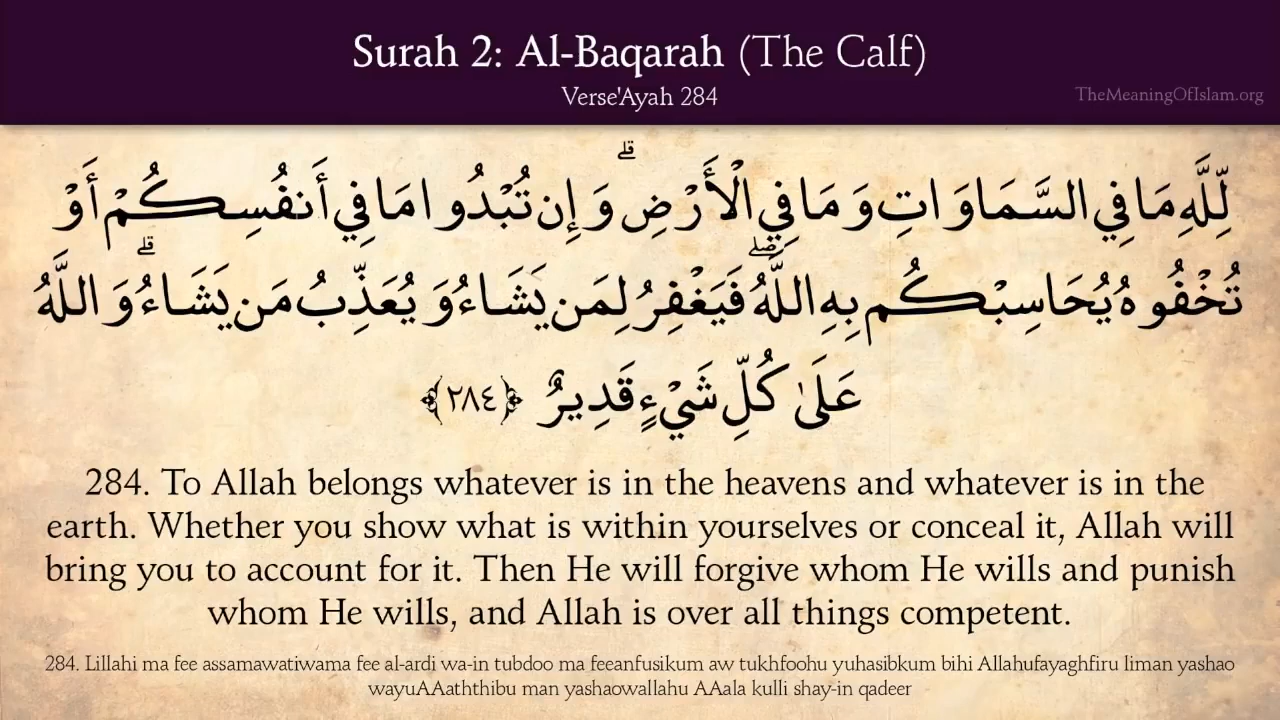 Surah 2: Al-Baqarah (The Calf)
Verse'Ayah 284
TheMeaningOfIslam.org
لِّلَّهِ مَا فِي السَّمَاوَاتِ وَمَا فِي الْأَرْضِ ۗ وَإِن تُبْدُوا مَا فِي أَنفُسِكُمْ أَوْ
تُخْفُوهُ يُحَاسِبْكُم بِهِ اللَّهُ ۖ فَيَغْفِرُ لِمَن يَشَاءُ وَيُعَذِّبُ مَن يَشَاءُ ۗ وَاللَّهُ
عَلَىٰ كُلِّ شَيْءٍ قَدِيرٌ ﴿٢٨٤﴾
284. To Allah belongs whatever is in the heavens and whatever is in the
earth. Whether you show what is within yourselves or conceal it, Allah will
bring you to account for it. Then He will forgive whom He wills and punish
whom He wills, and Allah is over all things competent.
284. Lillahi ma fee assamawatiwama fee al-ardi wa-in tubdoo ma feeanfusikum aw tukhfoohu yuhasibkum bihi Allahufayaghfiru liman yashao
wayuAAaththibu man yashaowallahu AAala kulli shay-in qadeer